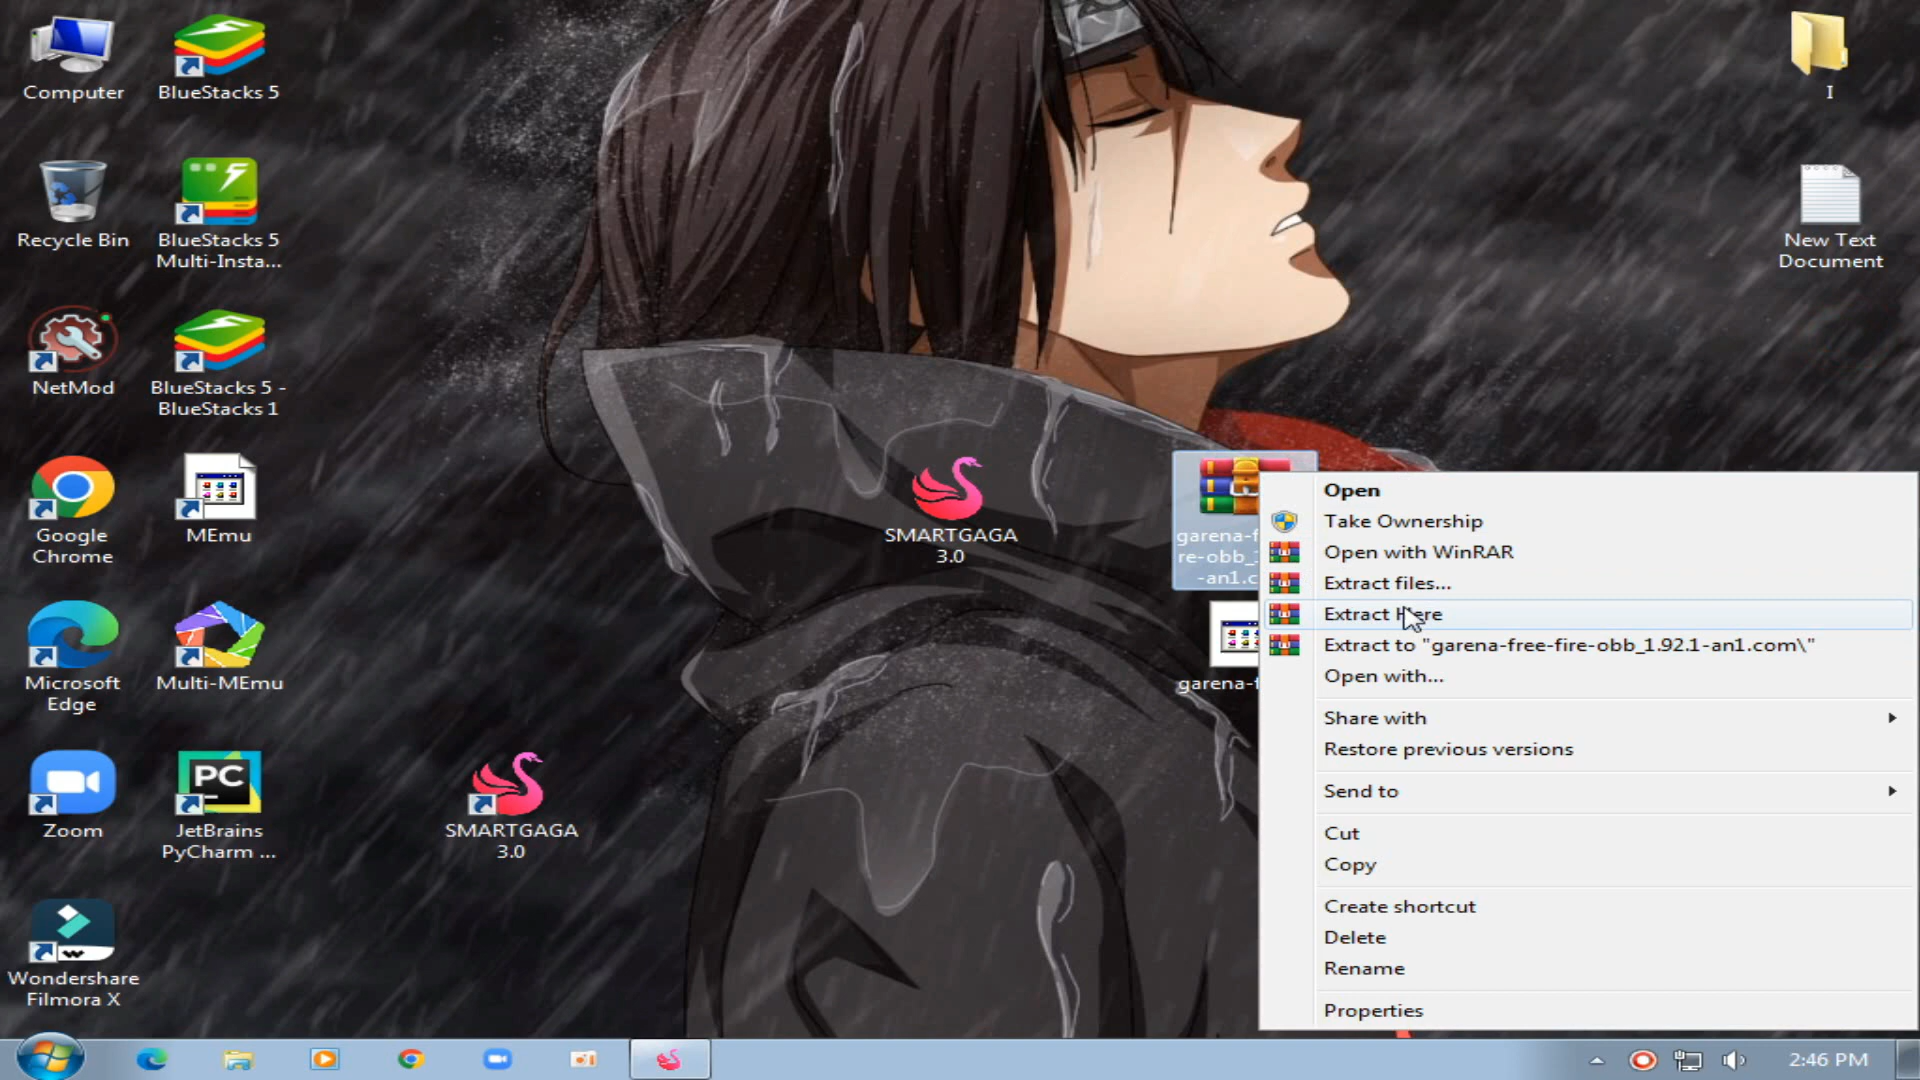 Computer
BlueStacks 5
Recycle Bin
BlueStacks 5
Multi-Insta...
NetMod
BlueStacks 5 -
BlueStacks 1
Google
Chrome
MEmu
Microsoft
Edge
Multi-MEmu
Zoom
PC
JetBrains
PyCharm ...
Wondershare
Filmora X
SMARTGAGA
3.0
SMARTGAGA
3.0
garena-f
re-obb_
-an1.c
garena-f
I
New Text
Document
Open
Take Ownership
Open with WinRAR
Extract files...
Extract Here
Extract to "garena-free-fire-obb_1.92.1-an1.com\"
Open with...
Share with
Restore previous versions
Send to
Cut
Copy
Create shortcut
Delete
Rename
Properties
2:46 PM